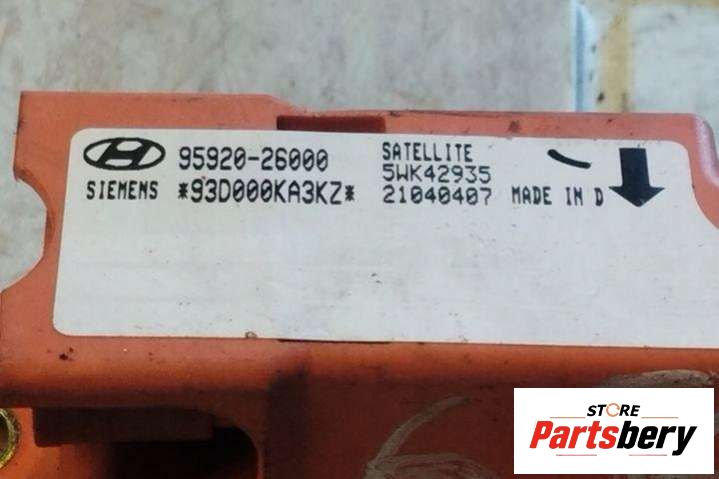 95920-26000
SIEMENS *93D000KA3KZ*
SATELLITE
5WK42935
21040407 MADE IN D
STORE
Partsbery